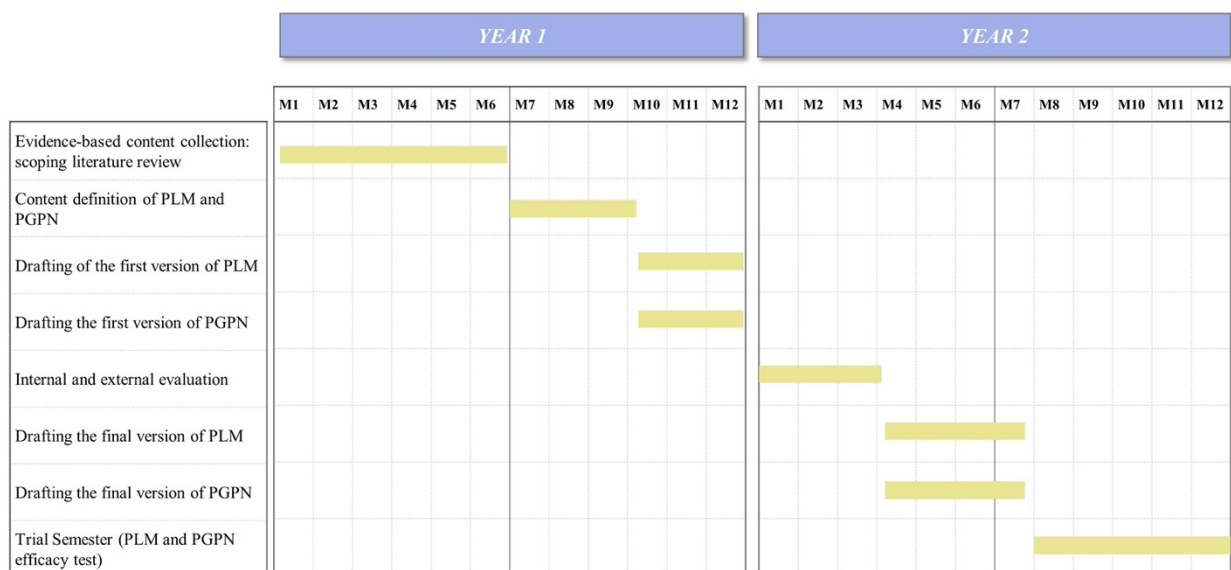 YEAR 1
YEAR 2
M1 M2 M3 M4 M5 M6 M7 M8 M9 M10 M11 M12 M1 M2 M3 M4 M5 M6 M7 M8 M9 M10 M11 M12
Evidence-based content collection:
scoping literature review
Content definition of PLM and
PGPN
Drafting of the first version of PLM
Drafting the first version of PGPN
Internal and external evaluation
Drafting the final version of PLM
Drafting the final version of PGPN
Trial Semester (PLM and PGPN
efficacy test)